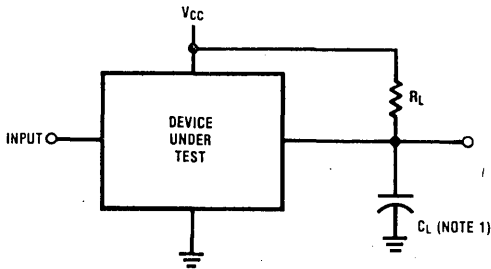 VCC
RL
INPUT
DEVICE
UNDER
TEST
CL (NOTE 1)